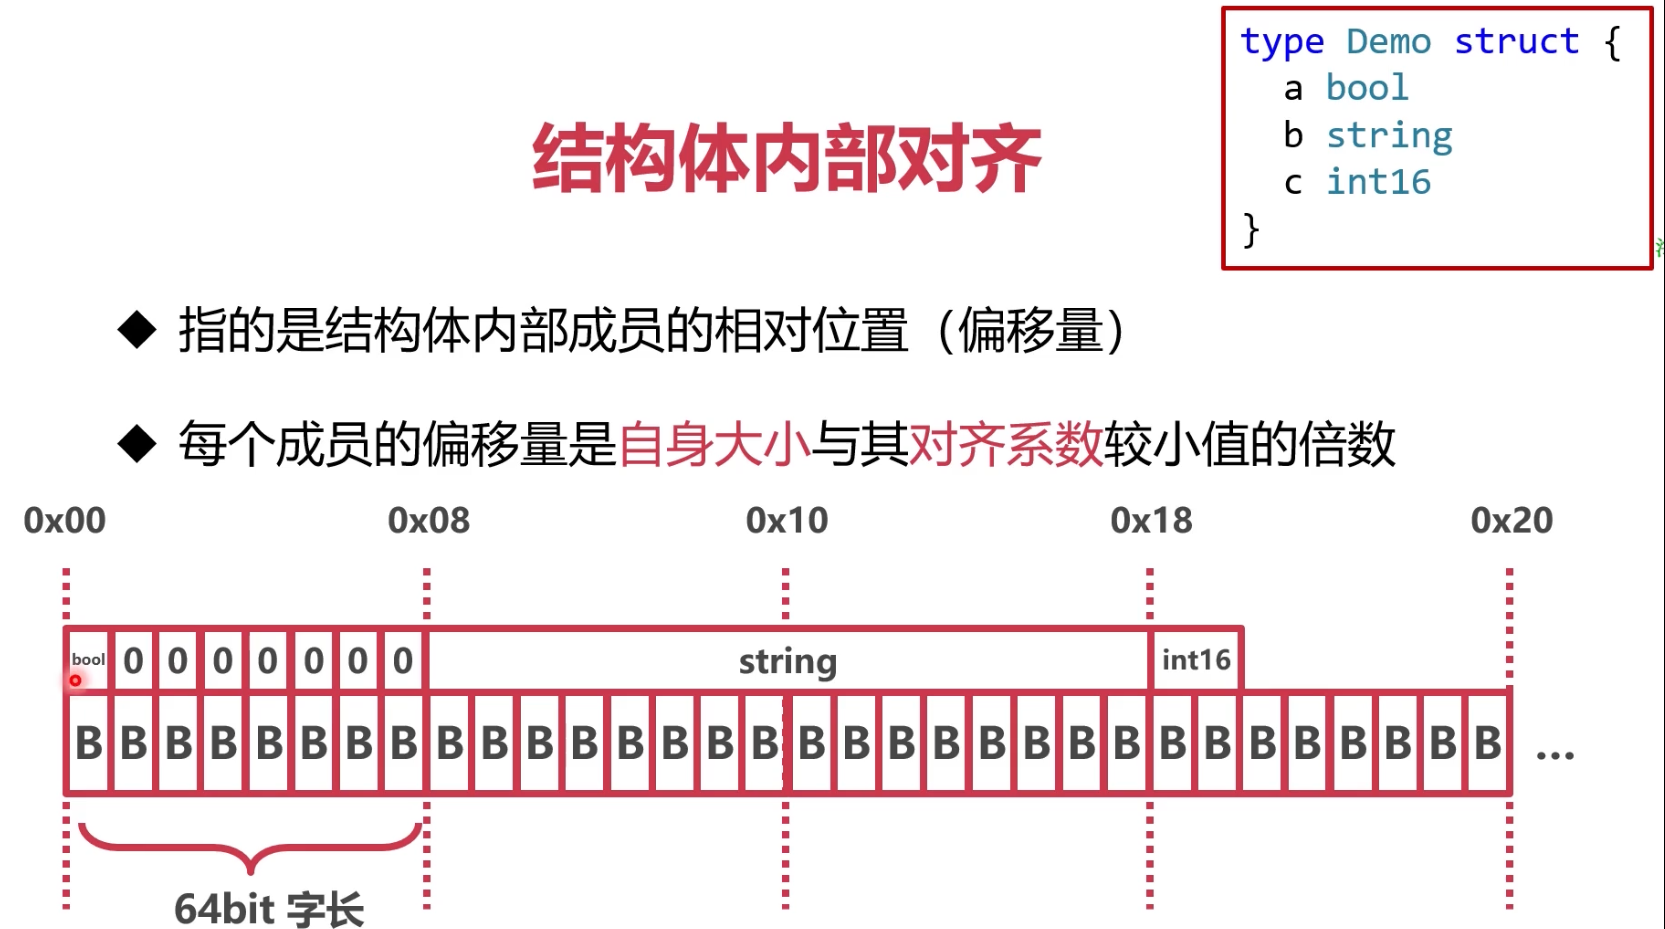 type Demo struct {
a bool
b string
c int16
}
结构体内部对齐
◆ 指的是结构体内部成员的相对位置（偏移量）
◆ 每个成员的偏移量是自身大小与其对齐系数较小值的倍数
0x00 0x08 0x10 0x18 0x20
bool 0 0 0 0 0 0 0 string int16
B B B B B B B B B B B B B B B B B B B B B B B B B B B B B B B B ...
64bit 字长